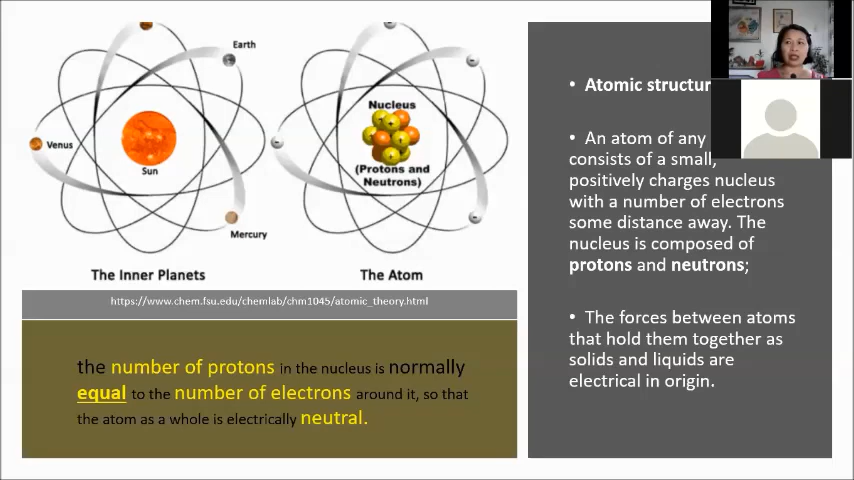 Earth
Venus
Sun
Mercury
The Inner Planets
Nucleus
(Protons and
Neutrons)
The Atom
https://www.chem.fsu.edu/chemlab/chm1045/atomic_theory.html
the number of protons in the nucleus is normally
equal to the number of electrons around it, so that
the atom as a whole is electrically neutral.
• Atomic
• An atom of any
consists of a small,
positively charges nucleus
with a number of electrons
some distance away. The
nucleus is composed of
protons and neutrons;
• The forces between atoms
that hold them together as
solids and liquids are
electrical in origin.